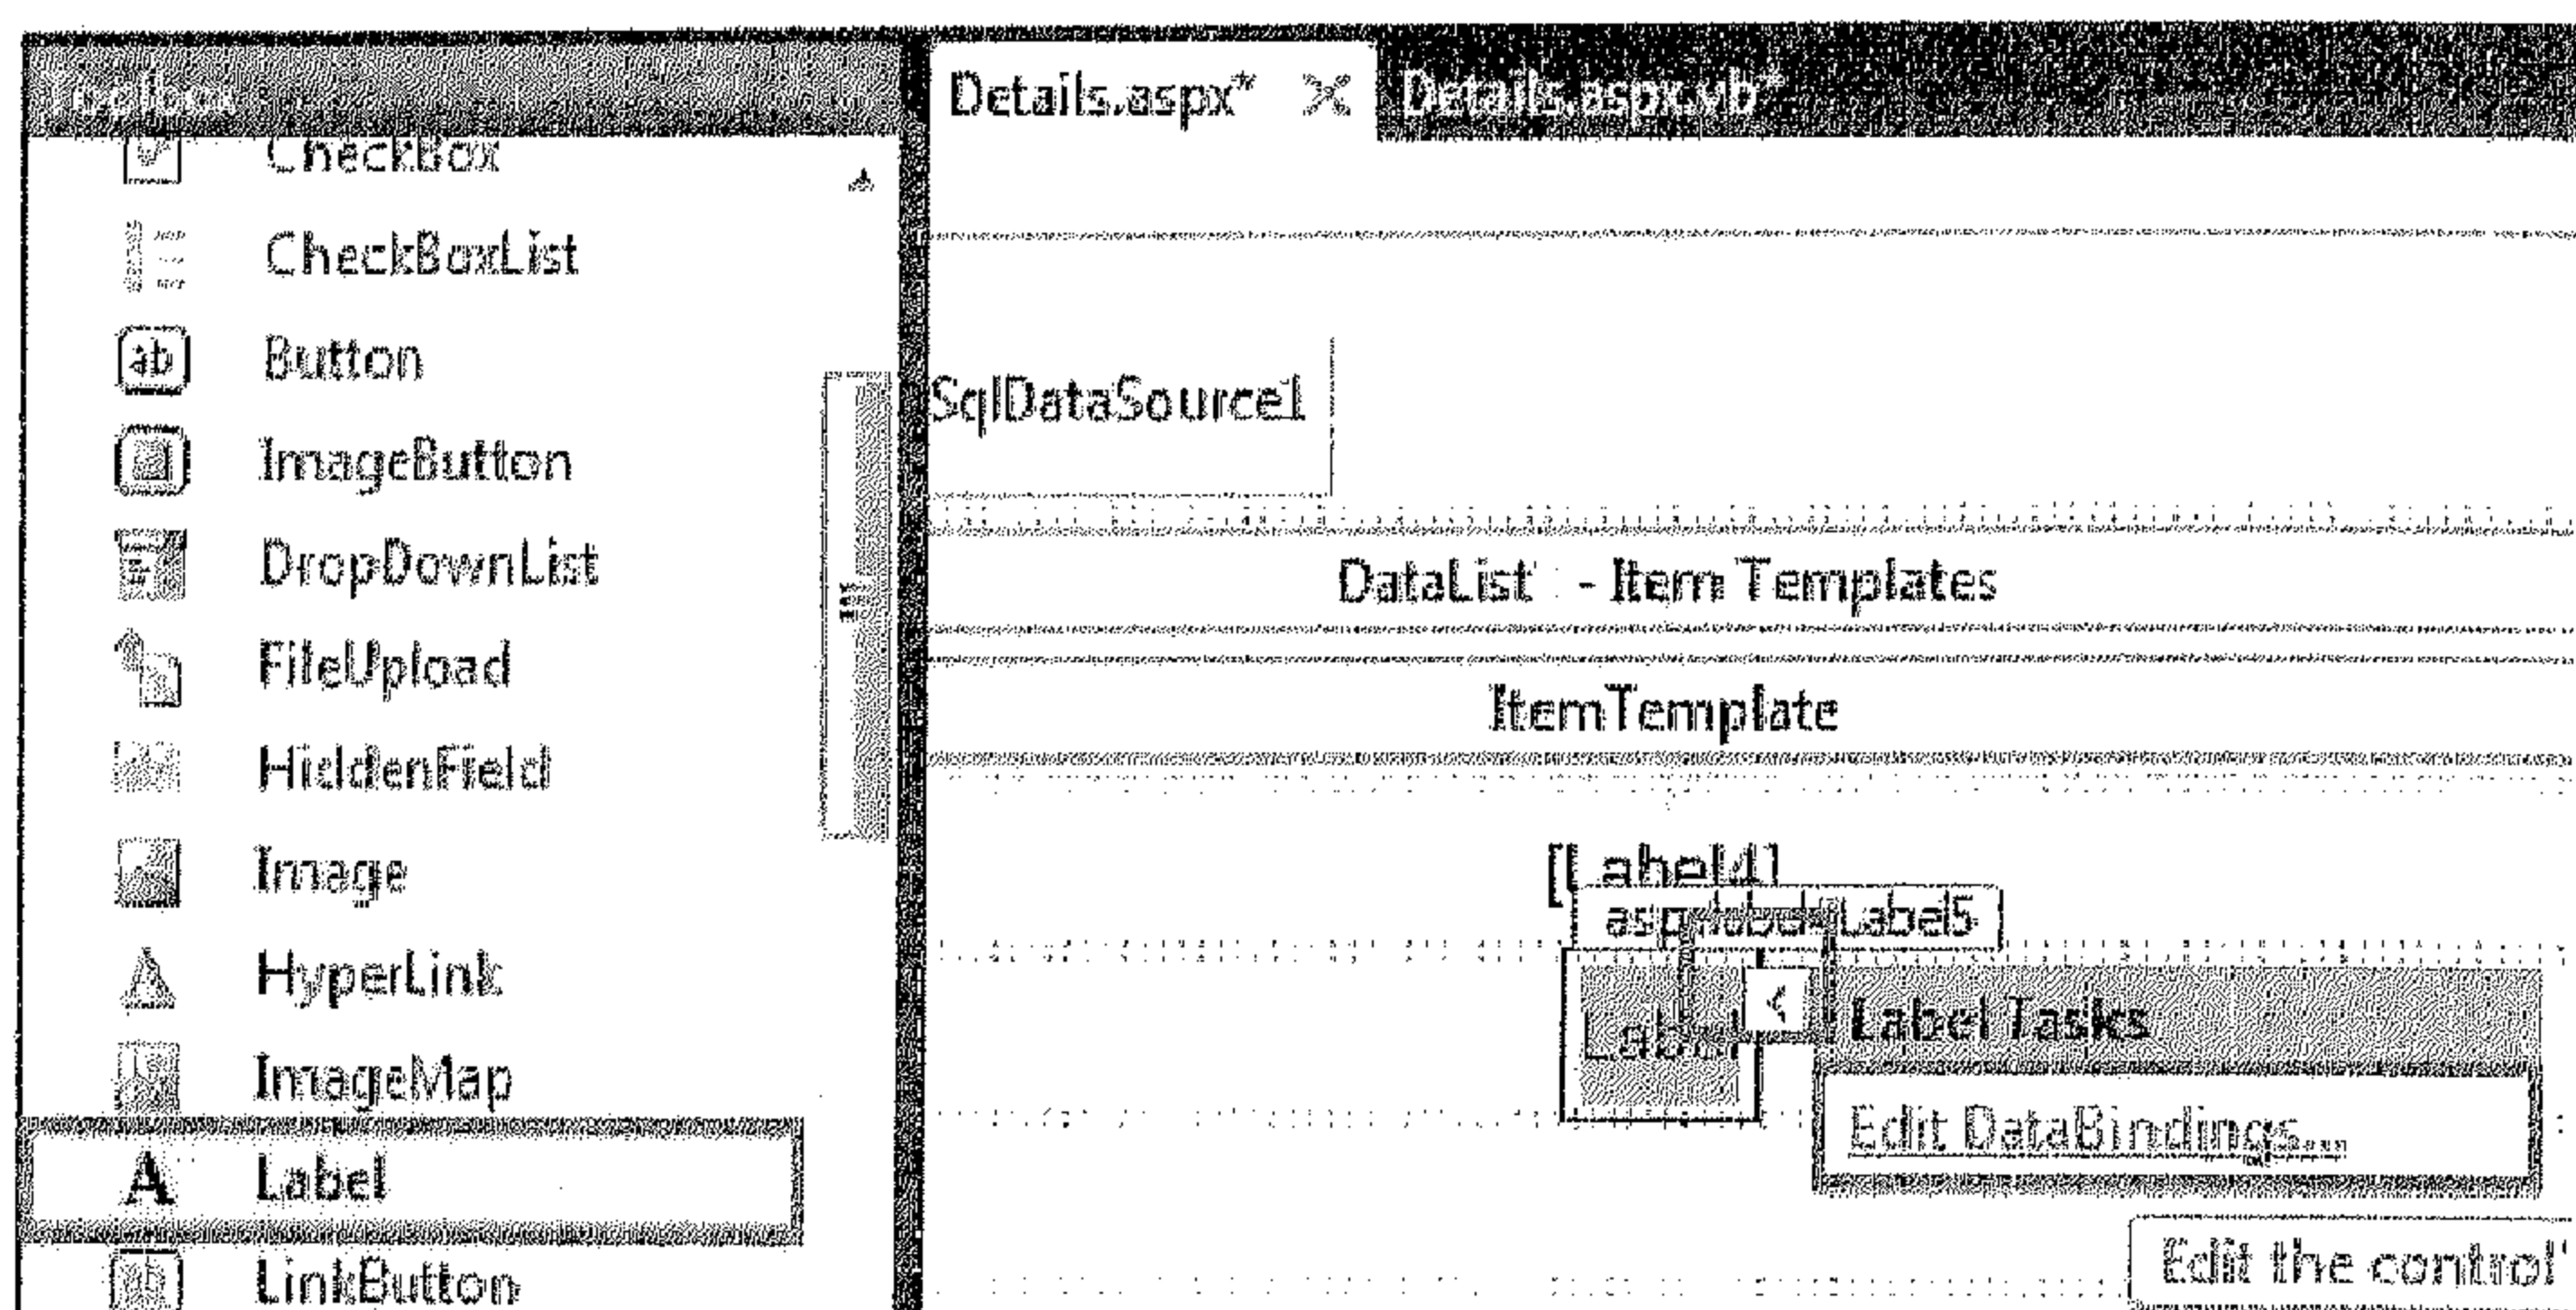 Toolbox
CheckBox
CheckBoxList
Button
ImageButton
DropDownList
FileUpload
HiddenField
Image
HyperLink
ImageMap
Label
LinkButton
Details.aspx* Details.aspx.vb*
SqlDataSource1
DataList - Item Templates
ItemTemplate
[Label4]
Label5
Label
Label Tasks
Edit DataBindings...
Edit the control'